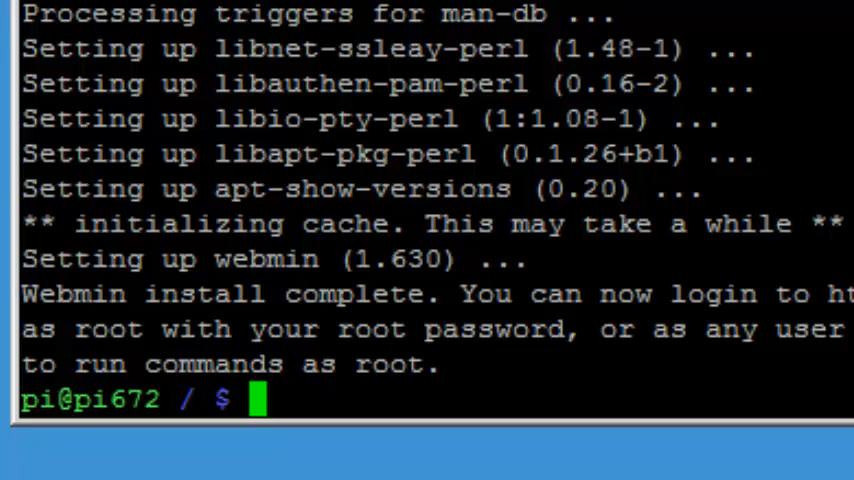 Processing triggers for man-db ...
Setting up libnet-ssleay-perl (1.48-1) ...
Setting up libauthen-pam-perl (0.16-2) ...
Setting up libio-pty-perl (1:1.08-1) ...
Setting up libapt-pkg-perl (0.1.26+b1) ...
Setting up apt-show-versions (0.20) ...
** initializing cache. This may take a while **
Setting up webmin (1.630) ...
Webmin install complete. You can now login to ht
as root with your root password, or as any user
to run commands as root.
pi@pi672 / $